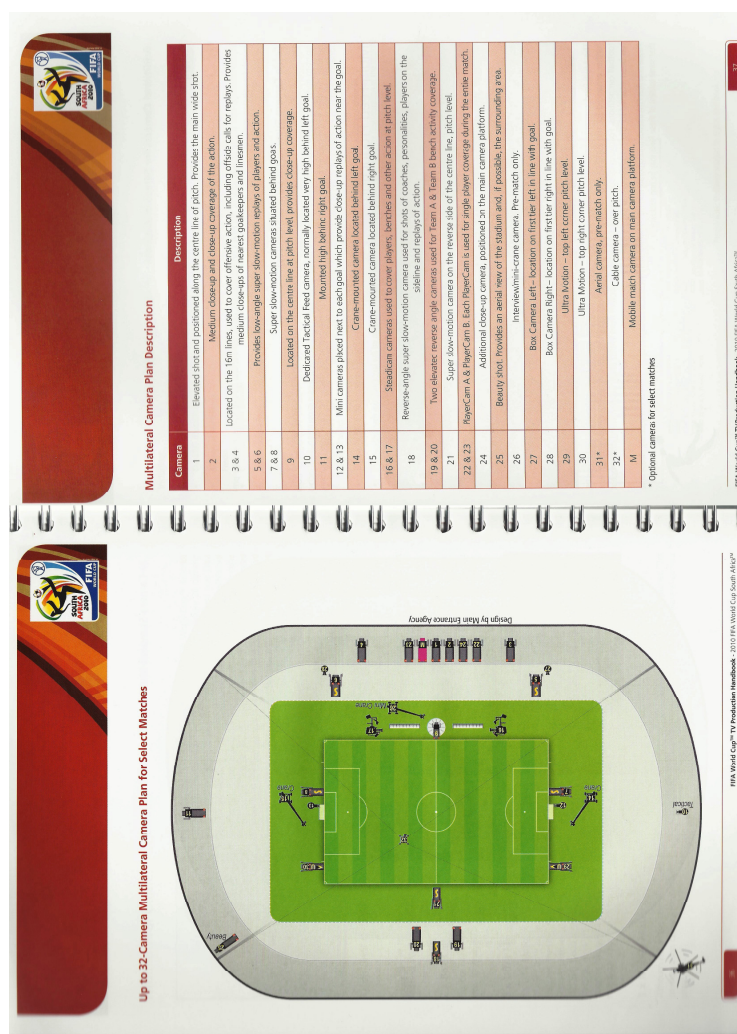 Up to 32-Camera Multilateral Camera Plan for Select Matches
SOUTH AFRICA 2010
FIFA
WORLD CUP
Beauty
Crane
Crane
Mini Crane
Tactical
Design by Main Entrance Agency
36
FIFA World Cup™ TV Production Handbook - 2010 FIFA World Cup South Africa™
SOUTH AFRICA 2010
FIFA
WORLD CUP
Multilateral Camera Plan Description
Camera Description
1 Elevated shot and positioned along the centre line of pitch. Provides the main wide shot.
2 Medium close-up and close-up coverage of the action.
3 & 4 Located on the 16m lines, used to cover offensive action, including offside calls for replays. Provides
medium close-ups of nearest goalkeepers and linesmen.
5 & 6 Provides low-angle super slow-motion replays of players and action.
7 & 8 Super slow-motion cameras situated behind goals.
9 Located on the centre line at pitch level, provides close-up coverage.
10 Dedicated Tactical Feed camera, normally located very high behind left goal.
11 Mounted high behind right goal.
12 & 13 Mini cameras placed next to each goal which provide close-up replays of action near the goal.
14 Crane-mounted camera located behind left goal.
15 Crane-mounted camera located behind right goal.
16 & 17 Steadicam cameras used to cover players, benches and other action at pitch level.
18 Reverse-angle super slow-motion camera used for shots of coaches, personalities, players on the
sideline and replays of action.
19 & 20 Two elevated reverse angle cameras used for Team A & Team B bench activity coverage.
21 Super slow-motion camera on the reverse side of the centre line, pitch level.
22 & 23 PlayerCam A & PlayerCam B. Each PlayerCam is used for single player coverage during the entire match.
24 Additional close-up camera, positioned on the main camera platform.
25 Beauty shot. Provides an aerial view of the stadium and, if possible, the surrounding area.
26 Interview/mini-crane camera. Pre-match only.
27 Box Camera Left – location on first tier left in line with goal.
28 Box Camera Right – location on first tier right in line with goal.
29 Ultra Motion – top left corner pitch level.
30 Ultra Motion – top right corner pitch level.
31* Aerial camera, pre-match only.
32* Cable camera – over pitch.
M Mobile mach camera on main camera platform.
* Optional cameras for select matches
37